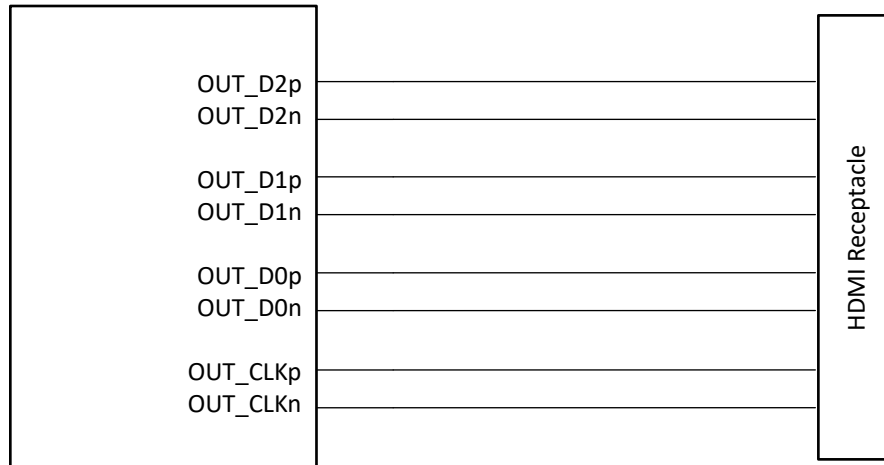 OUT_D2p
OUT_D2n
OUT_D1p
OUT_D1n
OUT_D0p
OUT_D0n
OUT_CLKp
OUT_CLKn
HDMI Receptacle